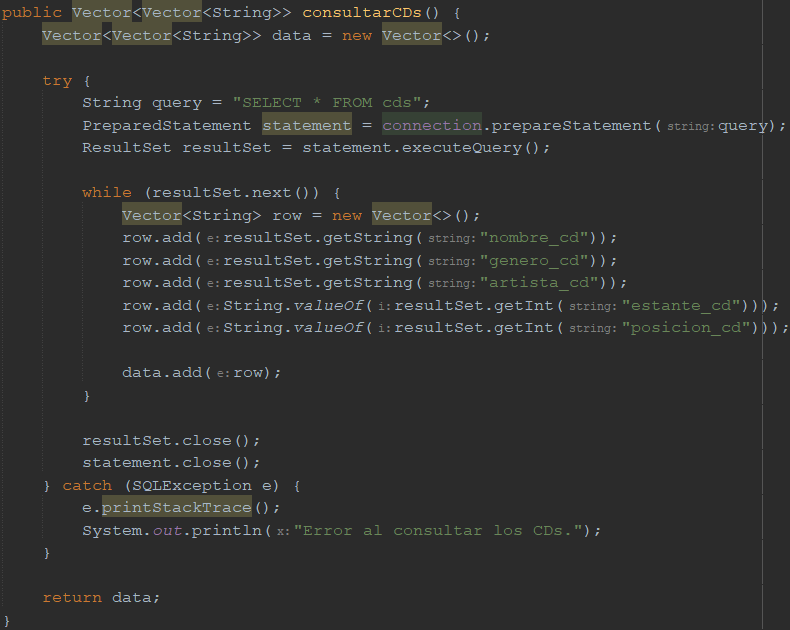 public Vector<Vector<String>> consultarCDs() {
    Vector<Vector<String>> data = new Vector<>();

    try {
        String query = "SELECT * FROM cds";
        PreparedStatement statement = connection.prepareStatement( string: query);
        ResultSet resultSet = statement.executeQuery();

        while (resultSet.next()) {
            Vector<String> row = new Vector<>();
            row.add( e: resultSet.getString( string: "nombre_cd"));
            row.add( e: resultSet.getString( string: "genero_cd"));
            row.add( e: resultSet.getString( string: "artista_cd"));
            row.add( e: String.valueOf( i: resultSet.getInt( string: "estante_cd")));
            row.add( e: String.valueOf( i: resultSet.getInt( string: "posicion_cd")));

            data.add( e: row);
        }

        resultSet.close();
        statement.close();
    } catch (SQLException e) {
        e.printStackTrace();
        System.out.println( x: "Error al consultar los CDs.");
    }

    return data;
}